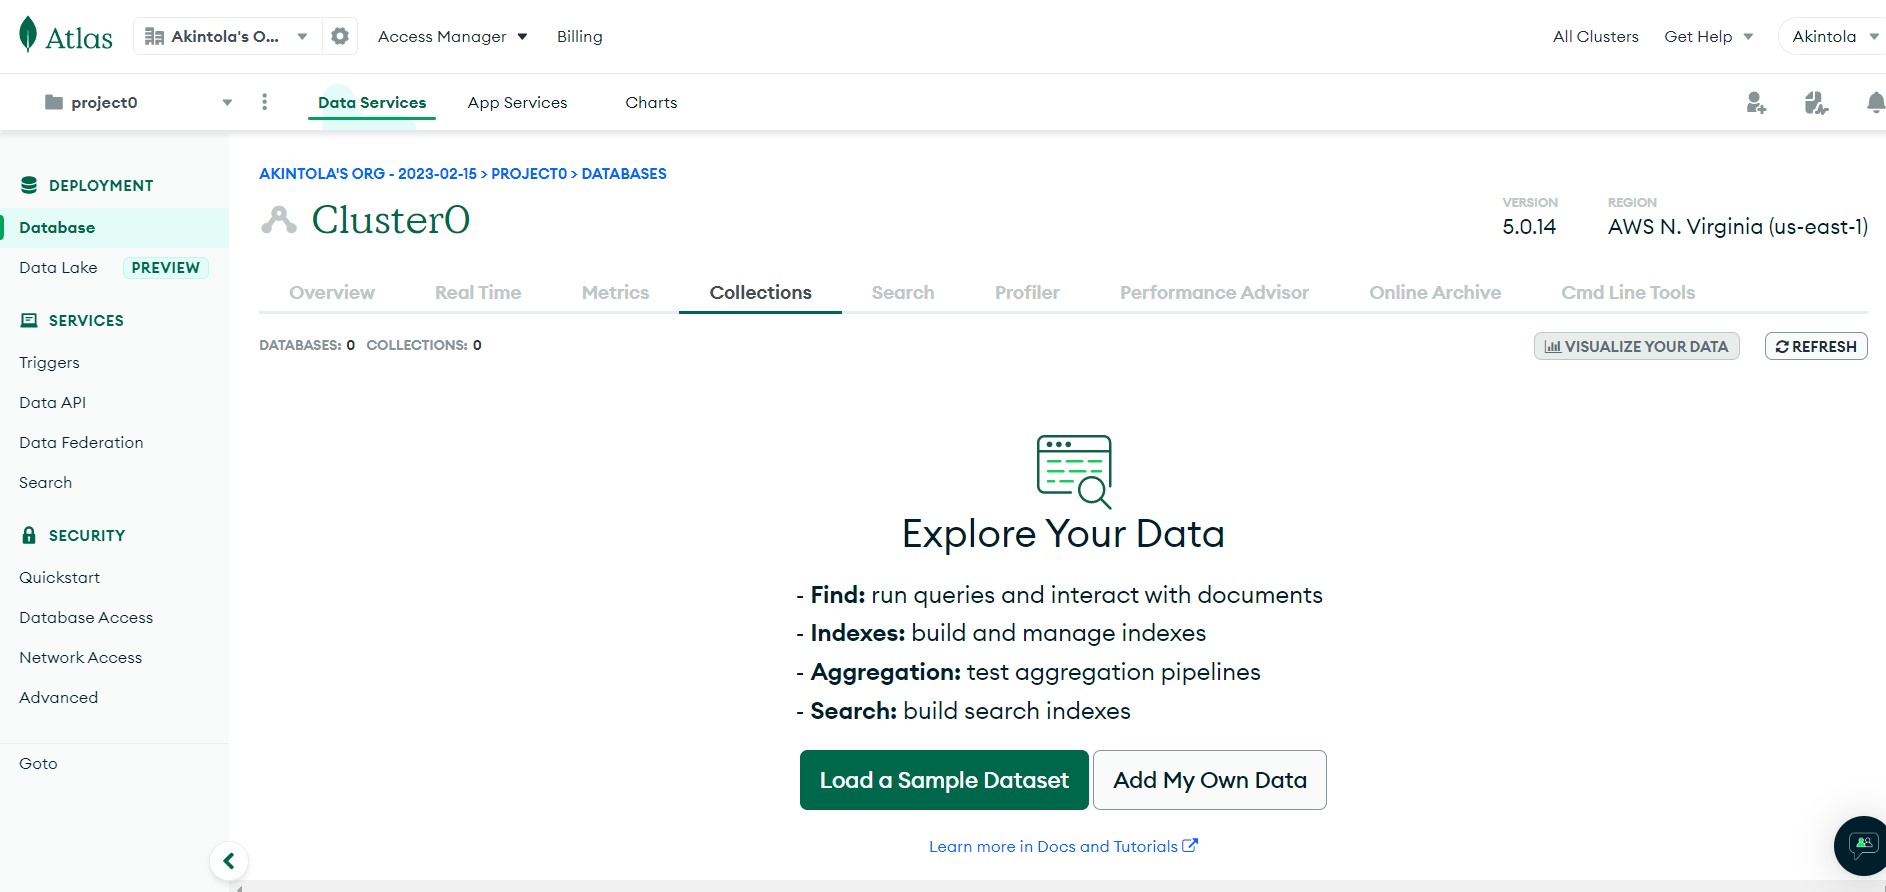 Atlas
Akintola's O...
Access Manager
Billing
All Clusters
Get Help
Akintola
project0
Data Services
App Services
Charts
DEPLOYMENT
Database
Data Lake PREVIEW
SERVICES
Triggers
Data API
Data Federation
Search
SECURITY
Quickstart
Database Access
Network Access
Advanced
Goto
AKINTOLA'S ORG - 2023-02-15 > PROJECT0 > DATABASES
Cluster0
VERSION
5.0.14
REGION
AWS N. Virginia (us-east-1)
Overview
Real Time
Metrics
Collections
Search
Profiler
Performance Advisor
Online Archive
Cmd Line Tools
DATABASES: 0 COLLECTIONS: 0
VISUALIZE YOUR DATA
REFRESH
Explore Your Data
- Find: run queries and interact with documents
- Indexes: build and manage indexes
- Aggregation: test aggregation pipelines
- Search: build search indexes
Load a Sample Dataset
Add My Own Data
Learn more in Docs and Tutorials